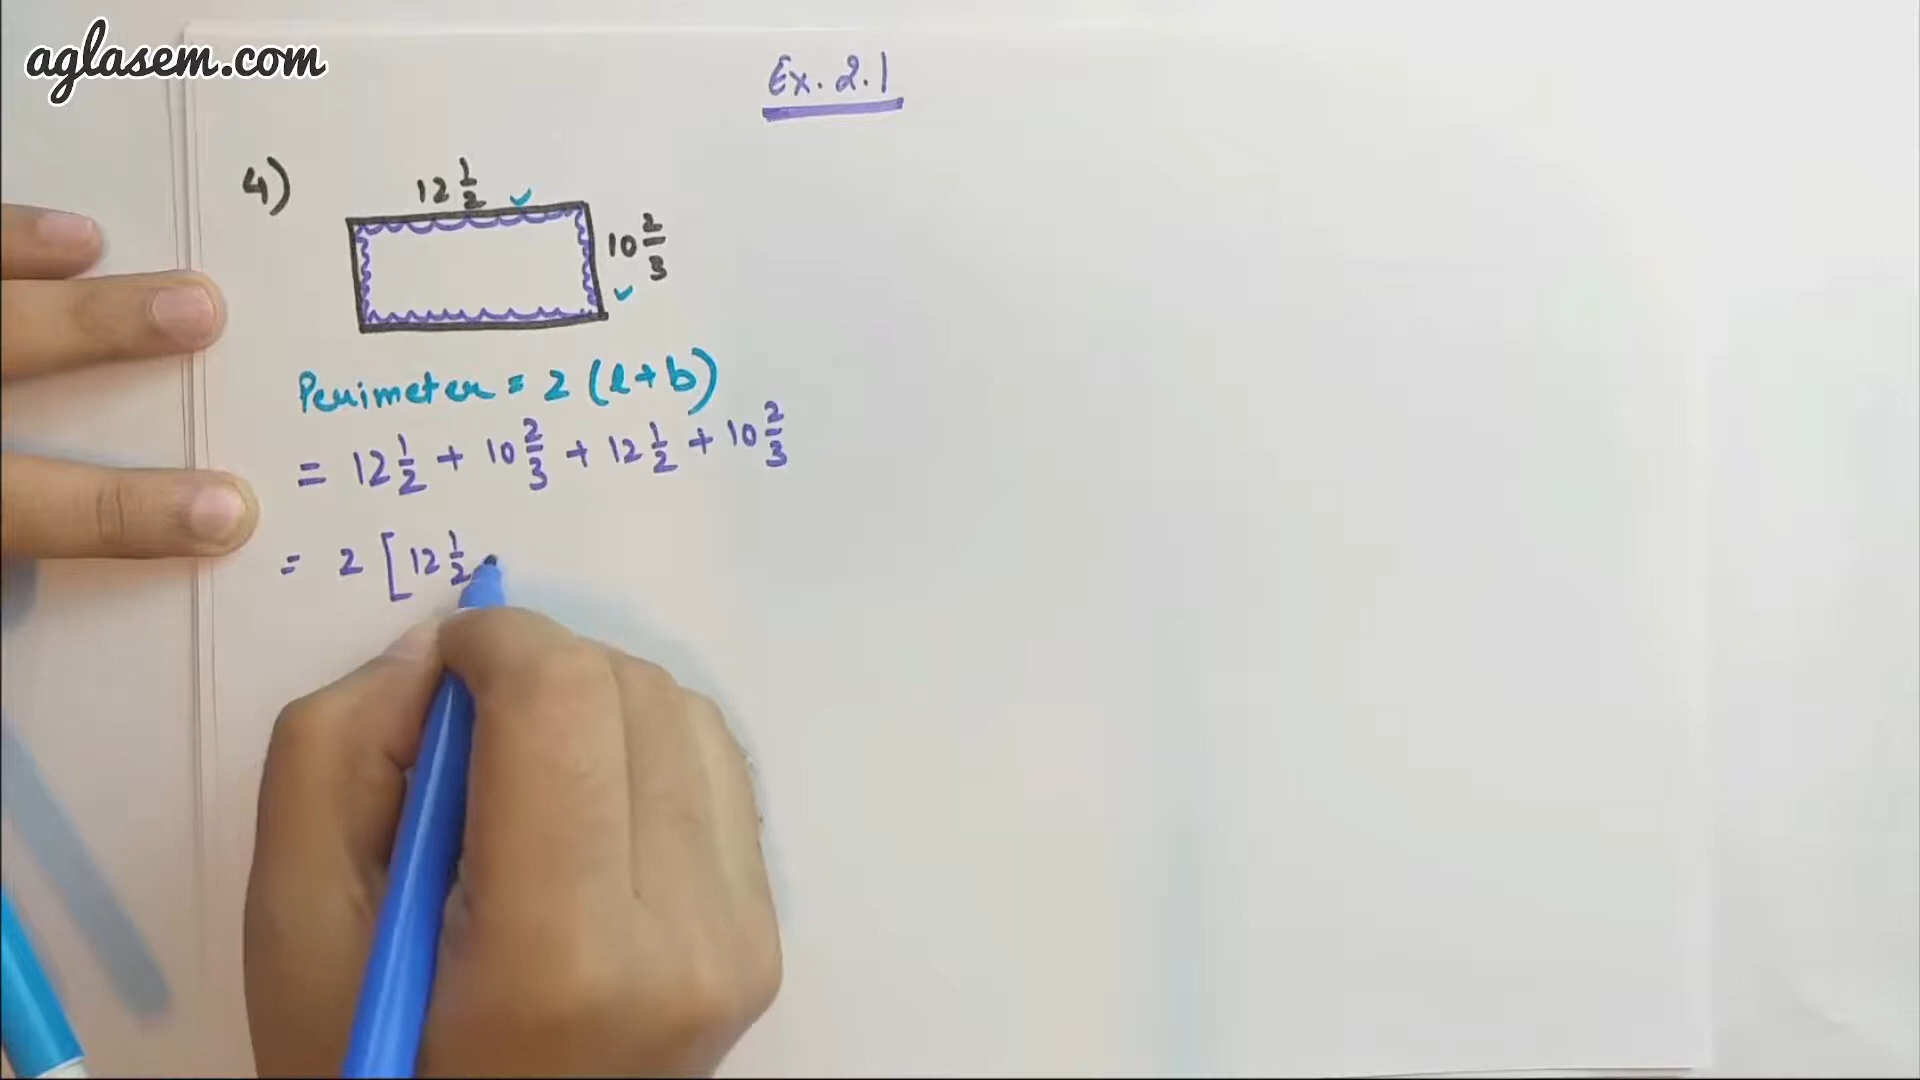 aglasem.com
Ex. 2.1
4)
12 1/2
10 2/3
Perimeter = 2 (l+b)
= 12 1/2 + 10 2/3 + 12 1/2 + 10 2/3
= 2 [12 1/2